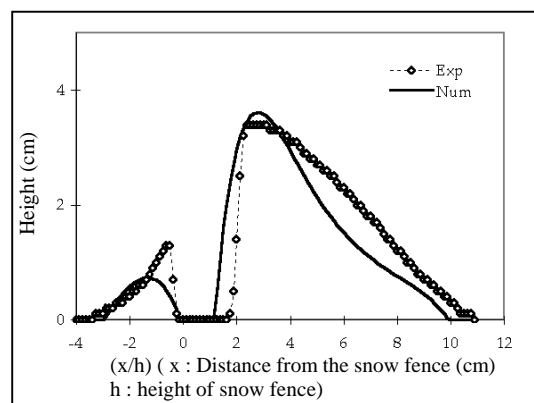 Exp
Num
4
2
0
Height (cm)
-4 -2 0 2 4 6 8 10 12
(x/h) ( x : Distance from the snow fence (cm)
h : height of snow fence)